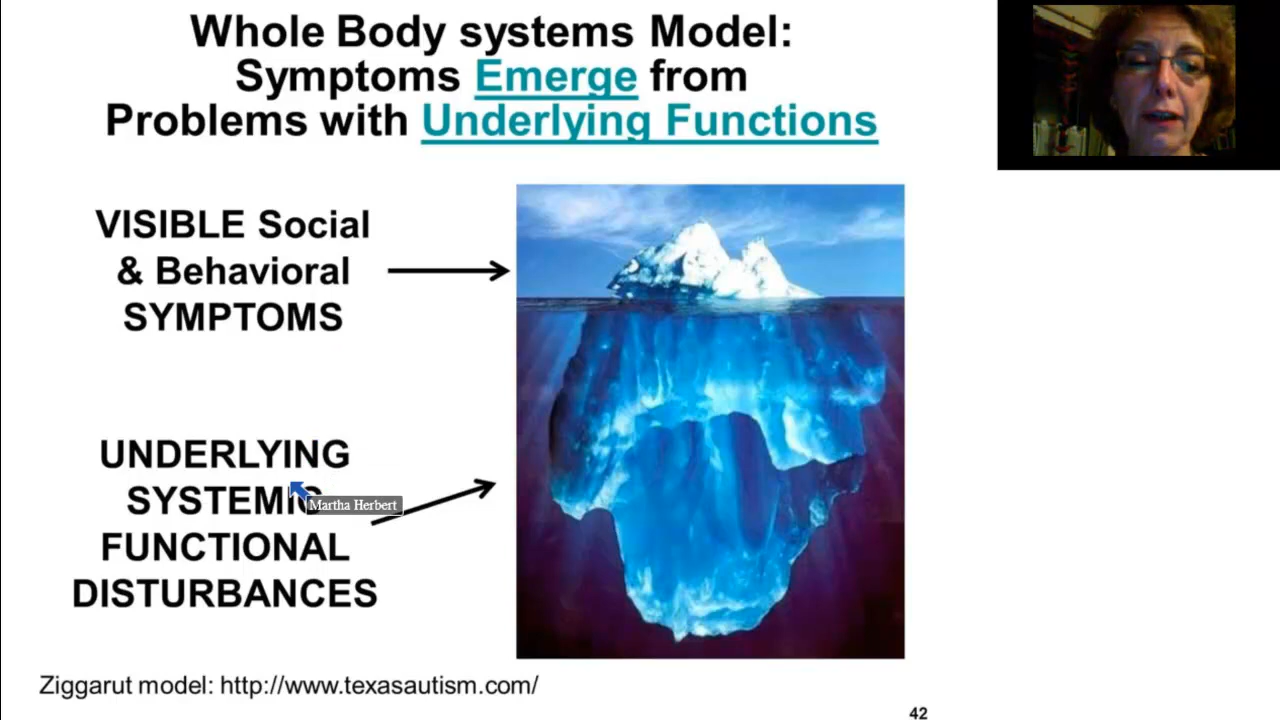 Whole Body systems Model:
Symptoms Emerge from
Problems with Underlying Functions
VISIBLE Social
& Behavioral
SYMPTOMS
UNDERLYING
SYSTEMIC
Martha Herbert
FUNCTIONAL
DISTURBANCES
Ziggarut model: http://www.texasautism.com/
42